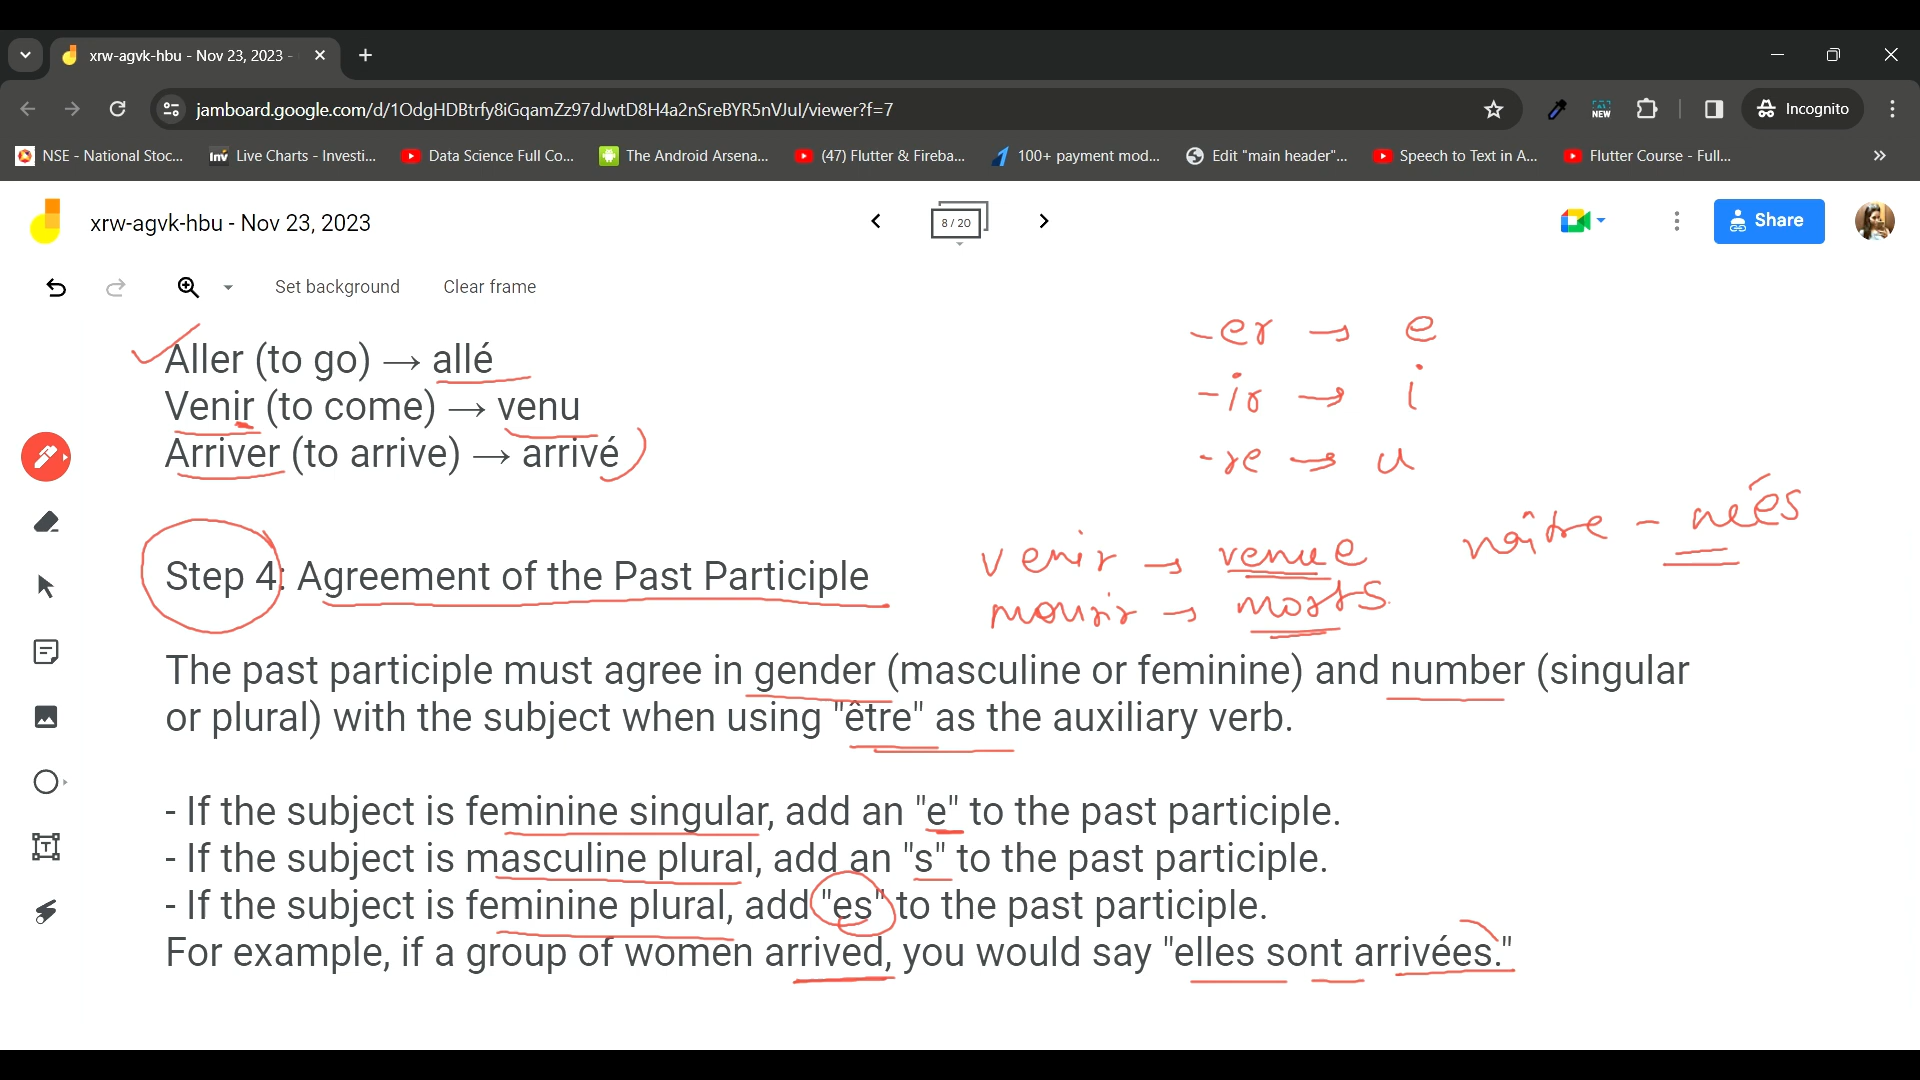 xrw-agvk-hbu - Nov 23, 2023 -
jamboard.google.com/d/1OdgHDBtrfy8iGqamZz97dJwtD8H4a2nSreBYR5nVJuI/viewer?f=7
NEW
Incognito
NSE - National Stoc...
Inv Live Charts - Investi...
Data Science Full Co...
The Android Arsena...
(47) Flutter & Fireba...
100+ payment mod...
Edit "main header"...
Speech to Text in A...
Flutter Course - Full...
xrw-agvk-hbu - Nov 23, 2023
8 / 20
Share
Set background
Clear frame
Aller (to go) → allé
Venir (to come) → venu
Arriver (to arrive) → arrivé
-er → e
-ir → i
-re → u
venir → venue
mourir → morts
naître - nées
Step 4: Agreement of the Past Participle
The past participle must agree in gender (masculine or feminine) and number (singular
or plural) with the subject when using "être" as the auxiliary verb.
- If the subject is feminine singular, add an "e" to the past participle.
- If the subject is masculine plural, add an "s" to the past participle.
- If the subject is feminine plural, add "es" to the past participle.
For example, if a group of women arrived, you would say "elles sont arrivées."